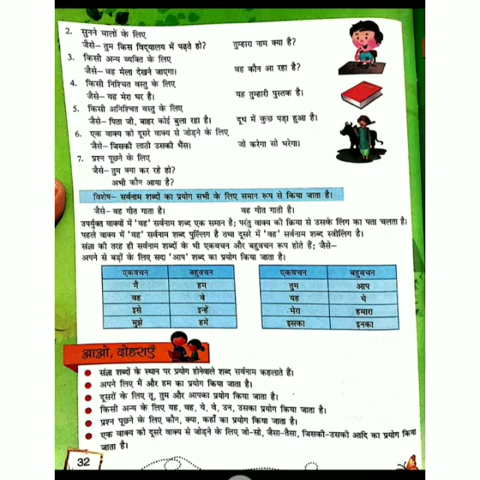 2. सुनने वालों के लिए
जैसे– तुम किस विद्यालय में पढ़ते हो? तुम्हारा नाम क्या है?
3. किसी अन्य व्यक्ति के लिए
जैसे– वह मेला देखने जाएगा। वह कौन आ रहा है?
4. किसी निश्चित वस्तु के लिए
जैसे– यह मेरा घर है। यह तुम्हारी पुस्तक है।
5. किसी अनिश्चित वस्तु के लिए
जैसे– पिता जी, बाहर कोई बुला रहा है। दूध में कुछ पड़ा हुआ है।
6. एक वाक्य को दूसरे वाक्य से जोड़ने के लिए
जैसे– जिसकी लाठी उसकी भैंस। जो करेगा सो भरेगा।
7. प्रश्न पूछने के लिए
जैसे– तुम क्या कर रहे हो?
अभी कौन आया है?
विशेष– सर्वनाम शब्दों का प्रयोग सभी के लिए समान रूप से किया जाता है।
जैसे– वह गीत गाता है। वह गीत गाती है।
उपर्युक्त वाक्यों में 'वह' सर्वनाम शब्द एक समान है; परंतु वाक्य को क्रिया से उसके लिंग का पता चलता है।
पहले वाक्य में 'वह' सर्वनाम शब्द पुल्लिंग है तथा दूसरे में 'वह' सर्वनाम शब्द स्त्रीलिंग है।
संज्ञा की तरह ही सर्वनाम शब्दों के भी एकवचन और बहुवचन रूप होते हैं; जैसे–
अपने से बड़ों के लिए सदा 'आप' शब्द का प्रयोग किया जाता है।
एकवचन बहुवचन एकवचन बहुवचन
मैं हम तुम आप
वह वे यह ये
इसे इन्हें मेरा हमारा
मुझे हमें इसका इनका
आओ, दोहराएँ
संज्ञा शब्दों के स्थान पर प्रयोग होनेवाले शब्द सर्वनाम कहलाते हैं।
अपने लिए मैं और हम का प्रयोग किया जाता है।
दूसरों के लिए तू, तुम और आपका प्रयोग किया जाता है।
किसी अन्य के लिए यह, वह, ये, वे, उन, उसका प्रयोग किया जाता है।
प्रश्न पूछने के लिए कौन, क्या, कहाँ का प्रयोग किया जाता है।
एक वाक्य को दूसरे वाक्य से जोड़ने के लिए जो-सो, जैसा-तैसा, जिसकी-उसकी आदि का प्रयोग किया
जाता है।
32